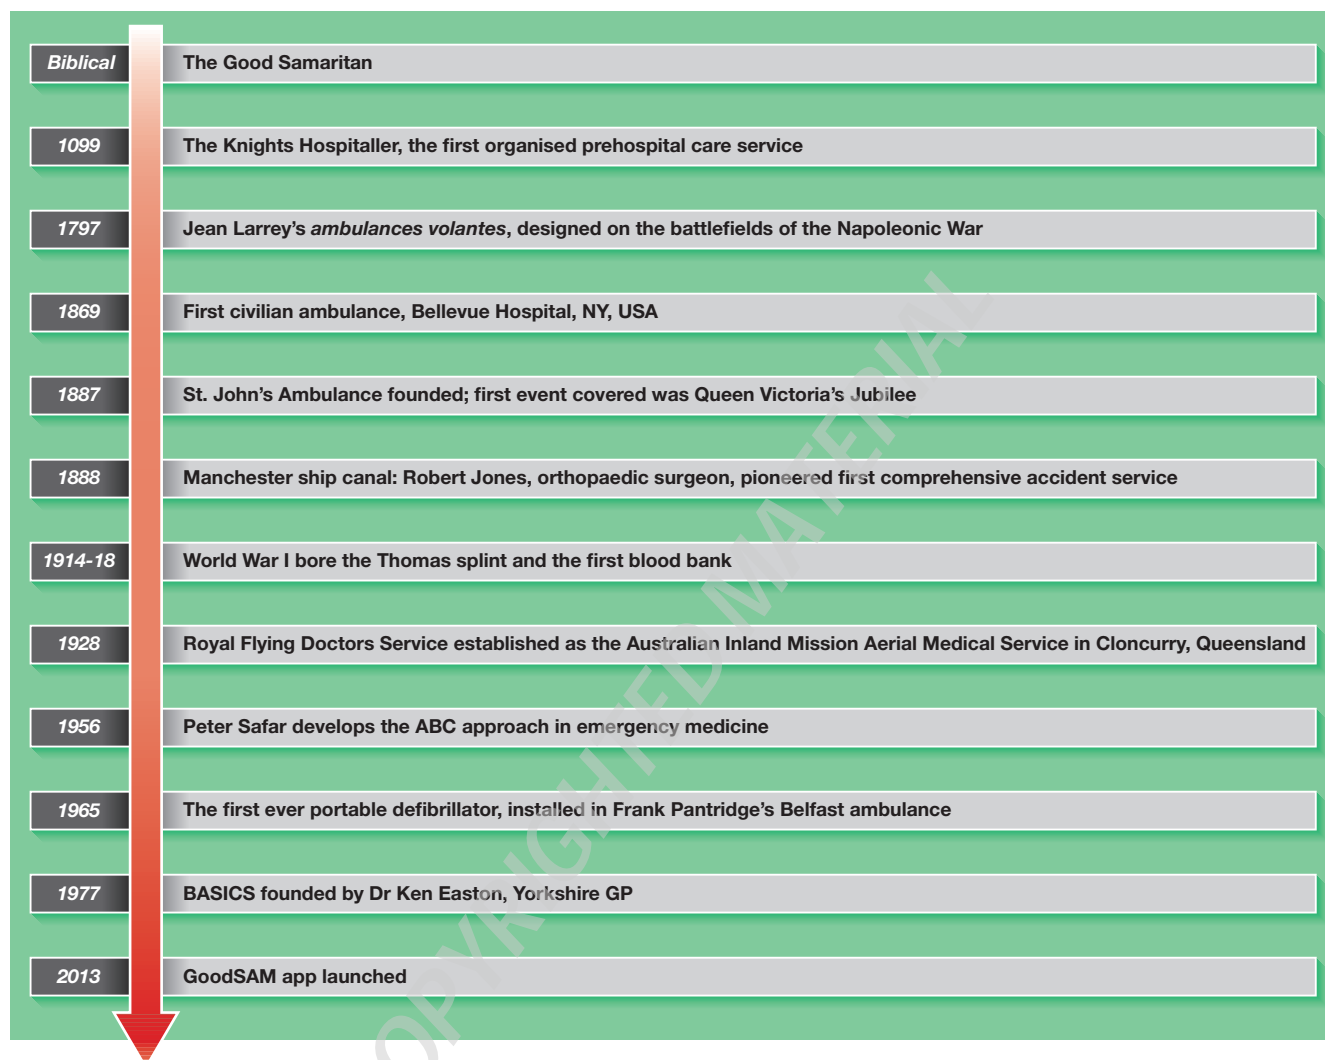 Biblical The Good Samaritan
1099 The Knights Hospitaller, the first organised prehospital care service
1797 Jean Larrey’s ambulances volantes, designed on the battlefields of the Napoleonic War
1869 First civilian ambulance, Bellevue Hospital, NY, USA
1887 St. John’s Ambulance founded; first event covered was Queen Victoria’s Jubilee
1888 Manchester ship canal: Robert Jones, orthopaedic surgeon, pioneered first comprehensive accident service
1914-18 World War I bore the Thomas splint and the first blood bank
1928 Royal Flying Doctors Service established as the Australian Inland Mission Aerial Medical Service in Cloncurry, Queensland
1956 Peter Safar develops the ABC approach in emergency medicine
1965 The first ever portable defibrillator, installed in Frank Pantridge’s Belfast ambulance
1977 BASICS founded by Dr Ken Easton, Yorkshire GP
2013 GoodSAM app launched
OPYRIGHTED MATERIAL